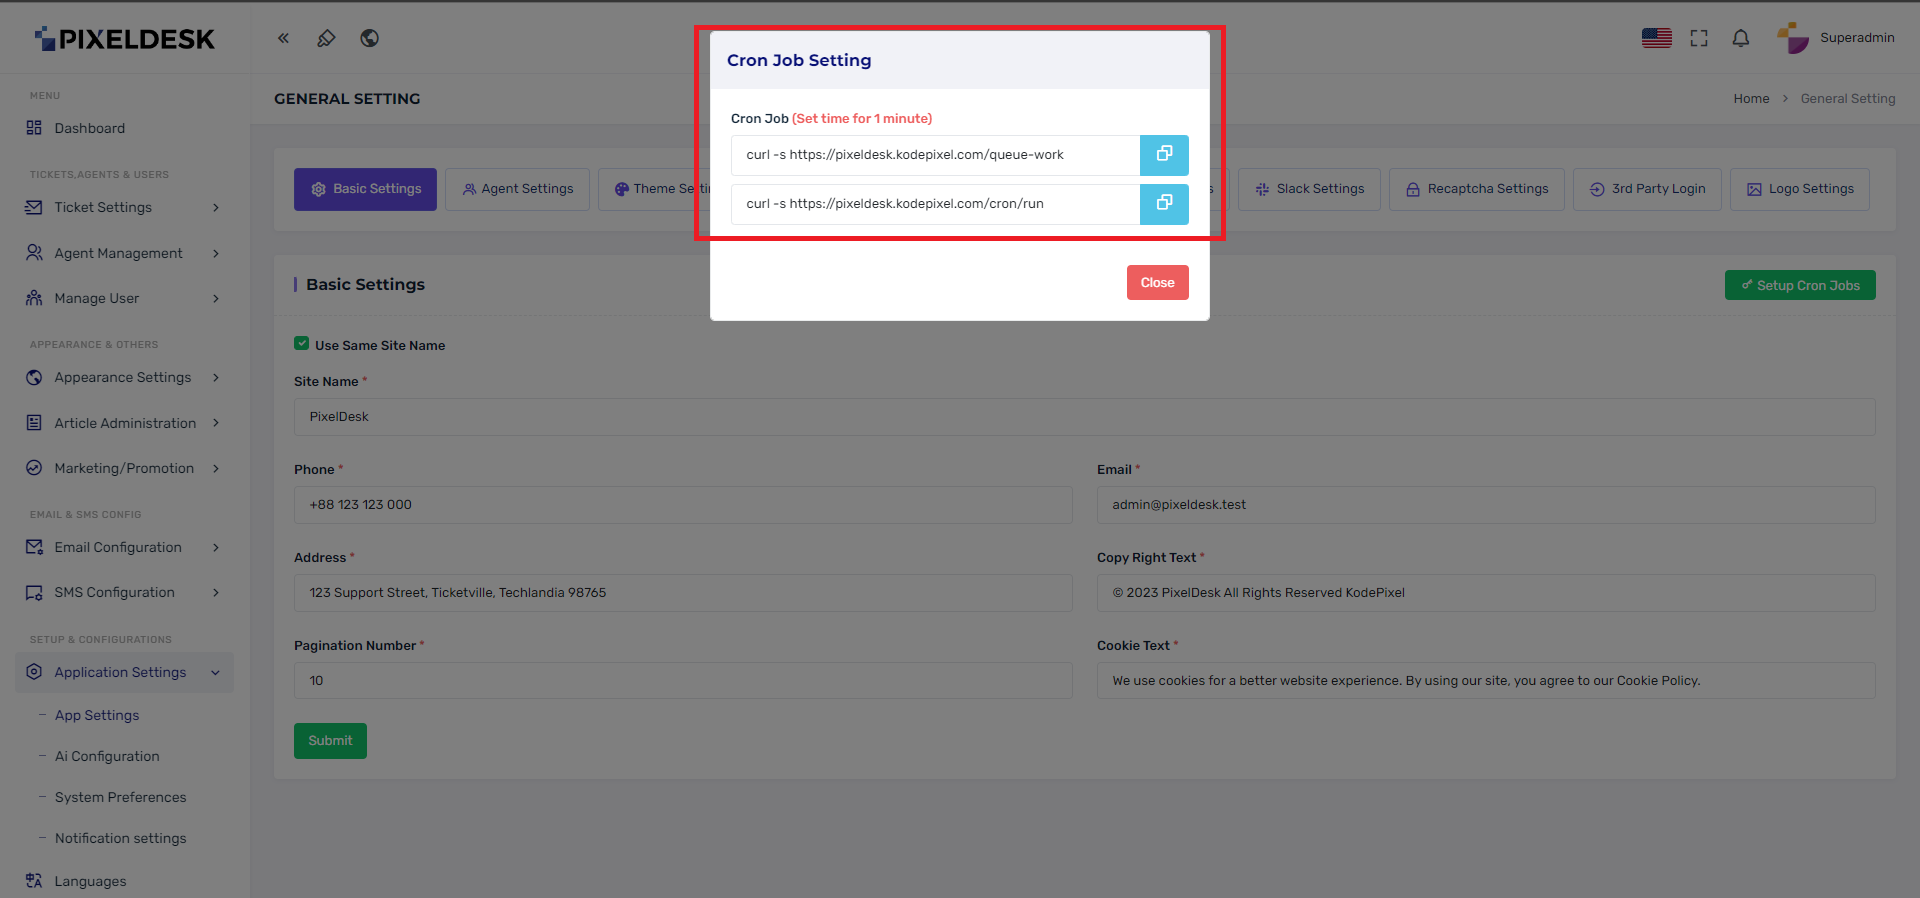 PIXELDESK
Superadmin
MENU
Dashboard
TICKETS,AGENTS & USERS
Ticket Settings
Agent Management
Manage User
APPEARANCE & OTHERS
Appearance Settings
Article Administration
Marketing/Promotion
EMAIL & SMS CONFIG
Email Configuration
SMS Configuration
SETUP & CONFIGURATIONS
Application Settings
App Settings
Ai Configuration
System Preferences
Notification settings
Languages
GENERAL SETTING
Home > General Setting
Basic Settings
Agent Settings
Theme
Slack Settings
Recaptcha Settings
3rd Party Login
Logo Settings
Cron Job Setting
Cron Job (Set time for 1 minute)
curl -s https://pixeldesk.kodepixel.com/queue-work
curl -s https://pixeldesk.kodepixel.com/cron/run
Close
Basic Settings
Setup Cron Jobs
Use Same Site Name
Site Name *
PixelDesk
Phone *
+88 123 123 000
Email *
admin@pixeldesk.test
Address *
123 Support Street, Ticketville, Techlandia 98765
Copy Right Text *
© 2023 PixelDesk All Rights Reserved KodePixel
Pagination Number *
10
Cookie Text *
We use cookies for a better website experience. By using our site, you agree to our Cookie Policy.
Submit